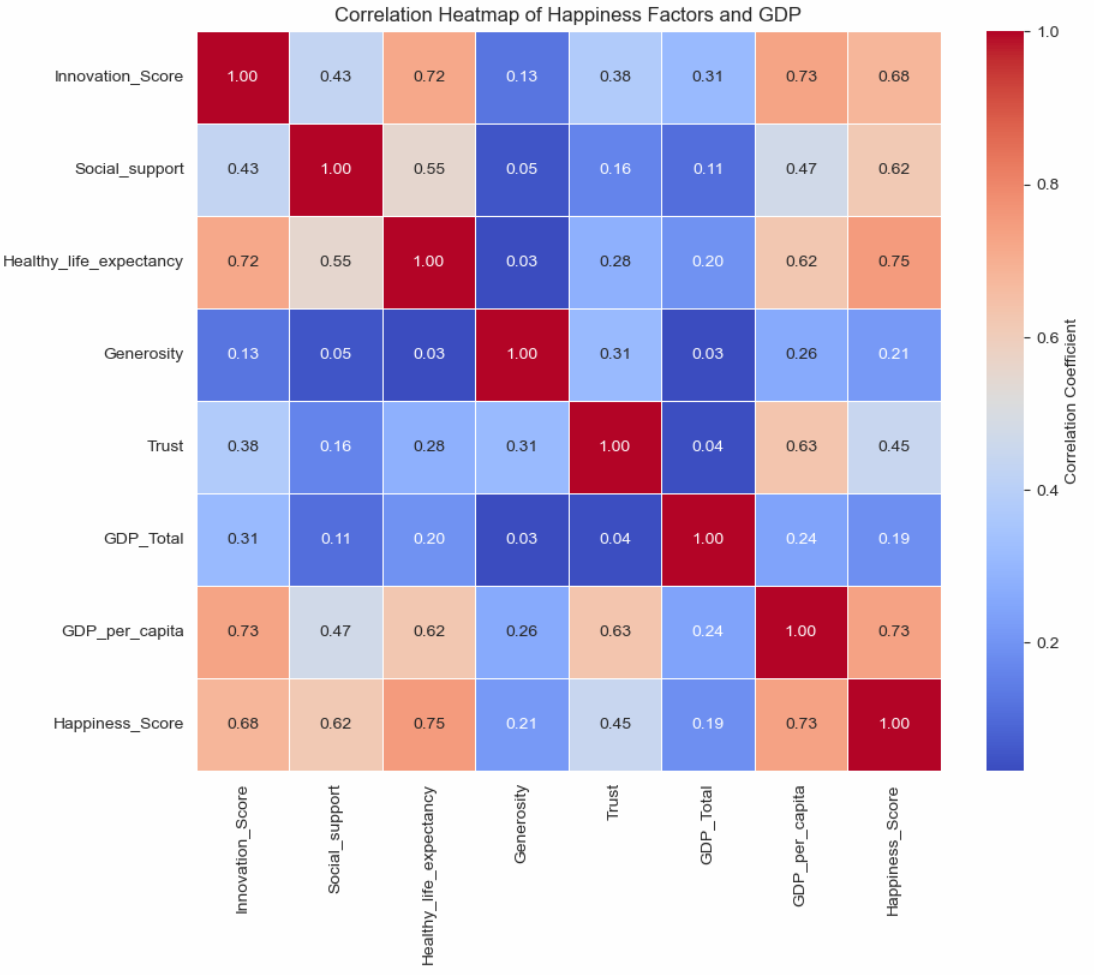 Correlation Heatmap of Happiness Factors and GDP
Innovation_Score 1.00 0.43 0.72 0.13 0.38 0.31 0.73 0.68
Social_support 0.43 1.00 0.55 0.05 0.16 0.11 0.47 0.62
Healthy_life_expectancy 0.72 0.55 1.00 0.03 0.28 0.20 0.62 0.75
Generosity 0.13 0.05 0.03 1.00 0.31 0.03 0.26 0.21
Trust 0.38 0.16 0.28 0.31 1.00 0.04 0.63 0.45
GDP_Total 0.31 0.11 0.20 0.03 0.04 1.00 0.24 0.19
GDP_per_capita 0.73 0.47 0.62 0.26 0.63 0.24 1.00 0.73
Happiness_Score 0.68 0.62 0.75 0.21 0.45 0.19 0.73 1.00
Innovation_Score
Social_support
Healthy_life_expectancy
Generosity
Trust
GDP_Total
GDP_per_capita
Happiness_Score
1.0
0.8
0.6
0.4
0.2
Correlation Coefficient